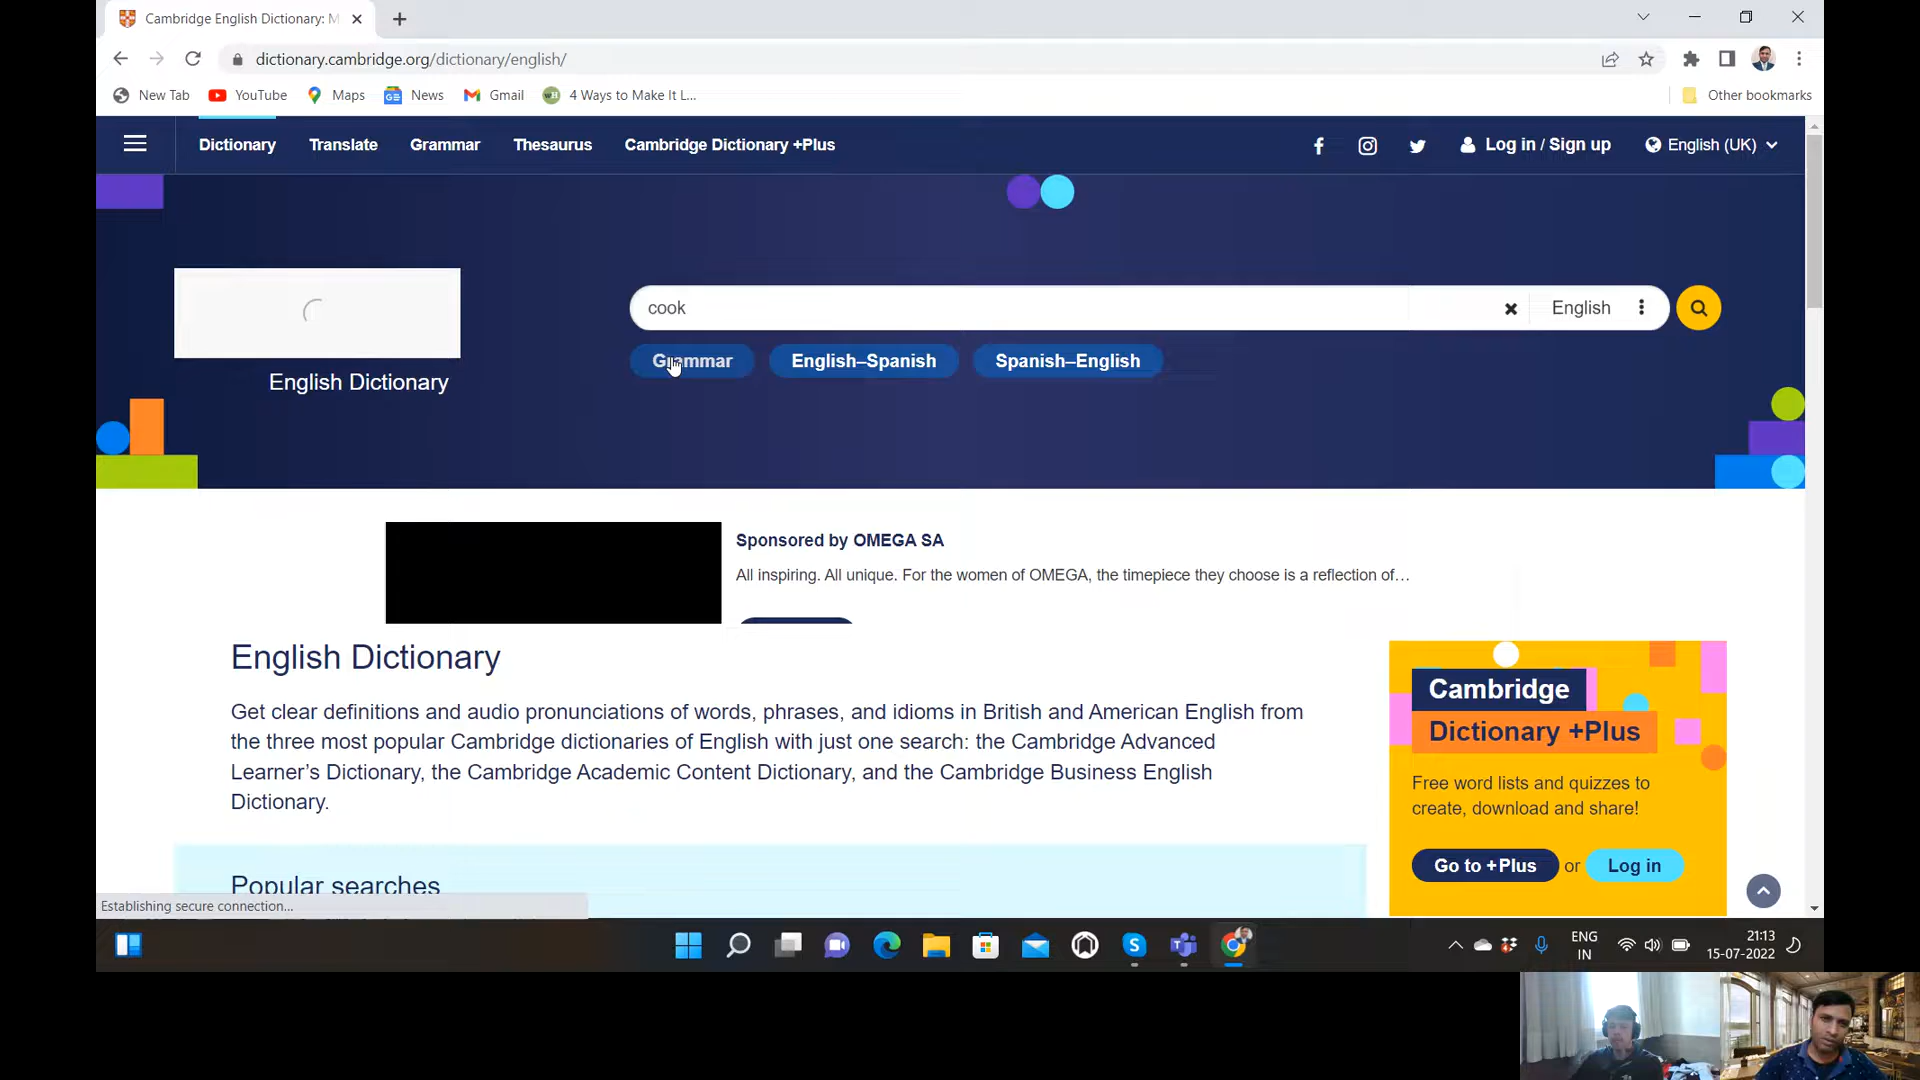 Cambridge English Dictionary: M
dictionary.cambridge.org/dictionary/english/
New Tab YouTube Maps News Gmail 4 Ways to Make It L... Other bookmarks
Dictionary Translate Grammar Thesaurus Cambridge Dictionary +Plus Log in / Sign up English (UK)
cook English
Grammar English–Spanish Spanish–English
English Dictionary
Sponsored by OMEGA SA
All inspiring. All unique. For the women of OMEGA, the timepiece they choose is a reflection of…
English Dictionary
Get clear definitions and audio pronunciations of words, phrases, and idioms in British and American English from
the three most popular Cambridge dictionaries of English with just one search: the Cambridge Advanced
Learner’s Dictionary, the Cambridge Academic Content Dictionary, and the Cambridge Business English
Dictionary.
Cambridge
Dictionary +Plus
Free word lists and quizzes to
create, download and share!
Go to +Plus or Log in
Popular searches
Establishing secure connection...
ENG
IN
21:13
15-07-2022